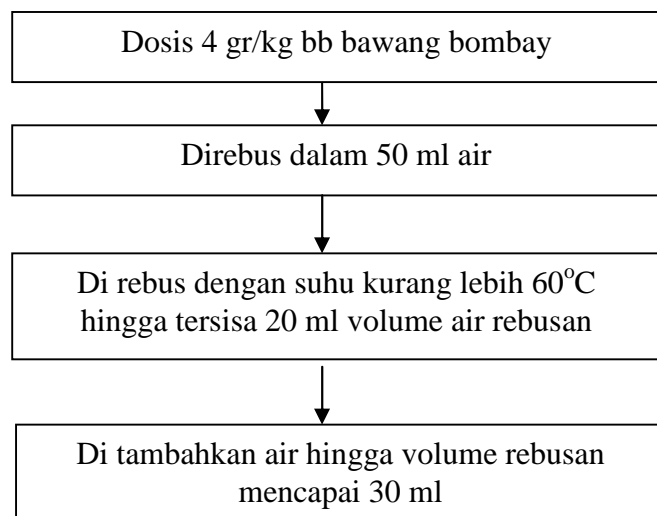 Dosis 4 gr/kg bb bawang bombay
Direbus dalam 50 ml air
Di rebus dengan suhu kurang lebih 60°C
hingga tersisa 20 ml volume air rebusan
Di tambahkan air hingga volume rebusan
mencapai 30 ml